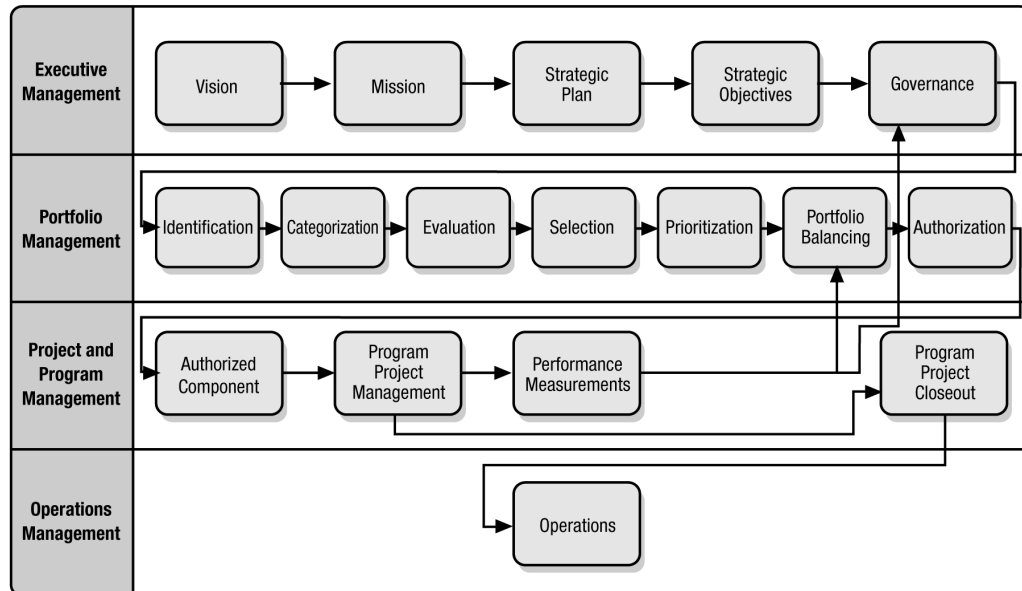 Executive
Management
Vision
Mission
Strategic
Plan
Strategic
Objectives
Governance
Portfolio
Management
Identification
Categorization
Evaluation
Selection
Prioritization
Portfolio
Balancing
Authorization
Project and
Program
Management
Authorized
Component
Program
Project
Management
Performance
Measurements
Program
Project
Closeout
Operations
Management
Operations